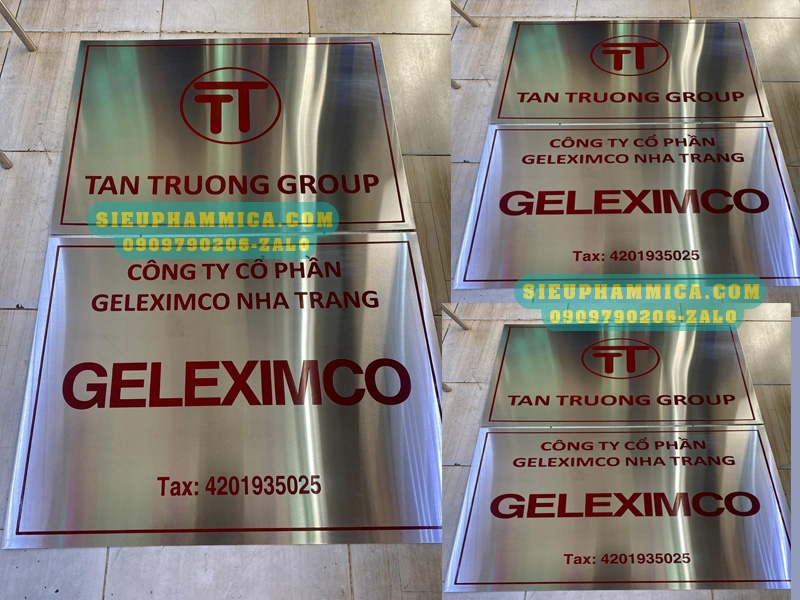 TT
TAN TRUONG GROUP
SIEUPHAMMICA.COM
0909790206-ZALO
CÔNG TY CỔ PHẦN
GELEXIMCO NHA TRANG
GELEXIMCO
Tax: 4201935025
TT
TAN TRUONG GROUP
CÔNG TY CỔ PHẦN
GELEXIMCO NHA TRANG
GELEXIMCO
Tax: 4201935025
SIEUPHAMMICA.COM
0909790206-ZALO
TT
TAN TRUONG GROUP
CÔNG TY CỔ PHẦN
GELEXIMCO NHA TRANG
GELEXIMCO
Tax: 4201935025